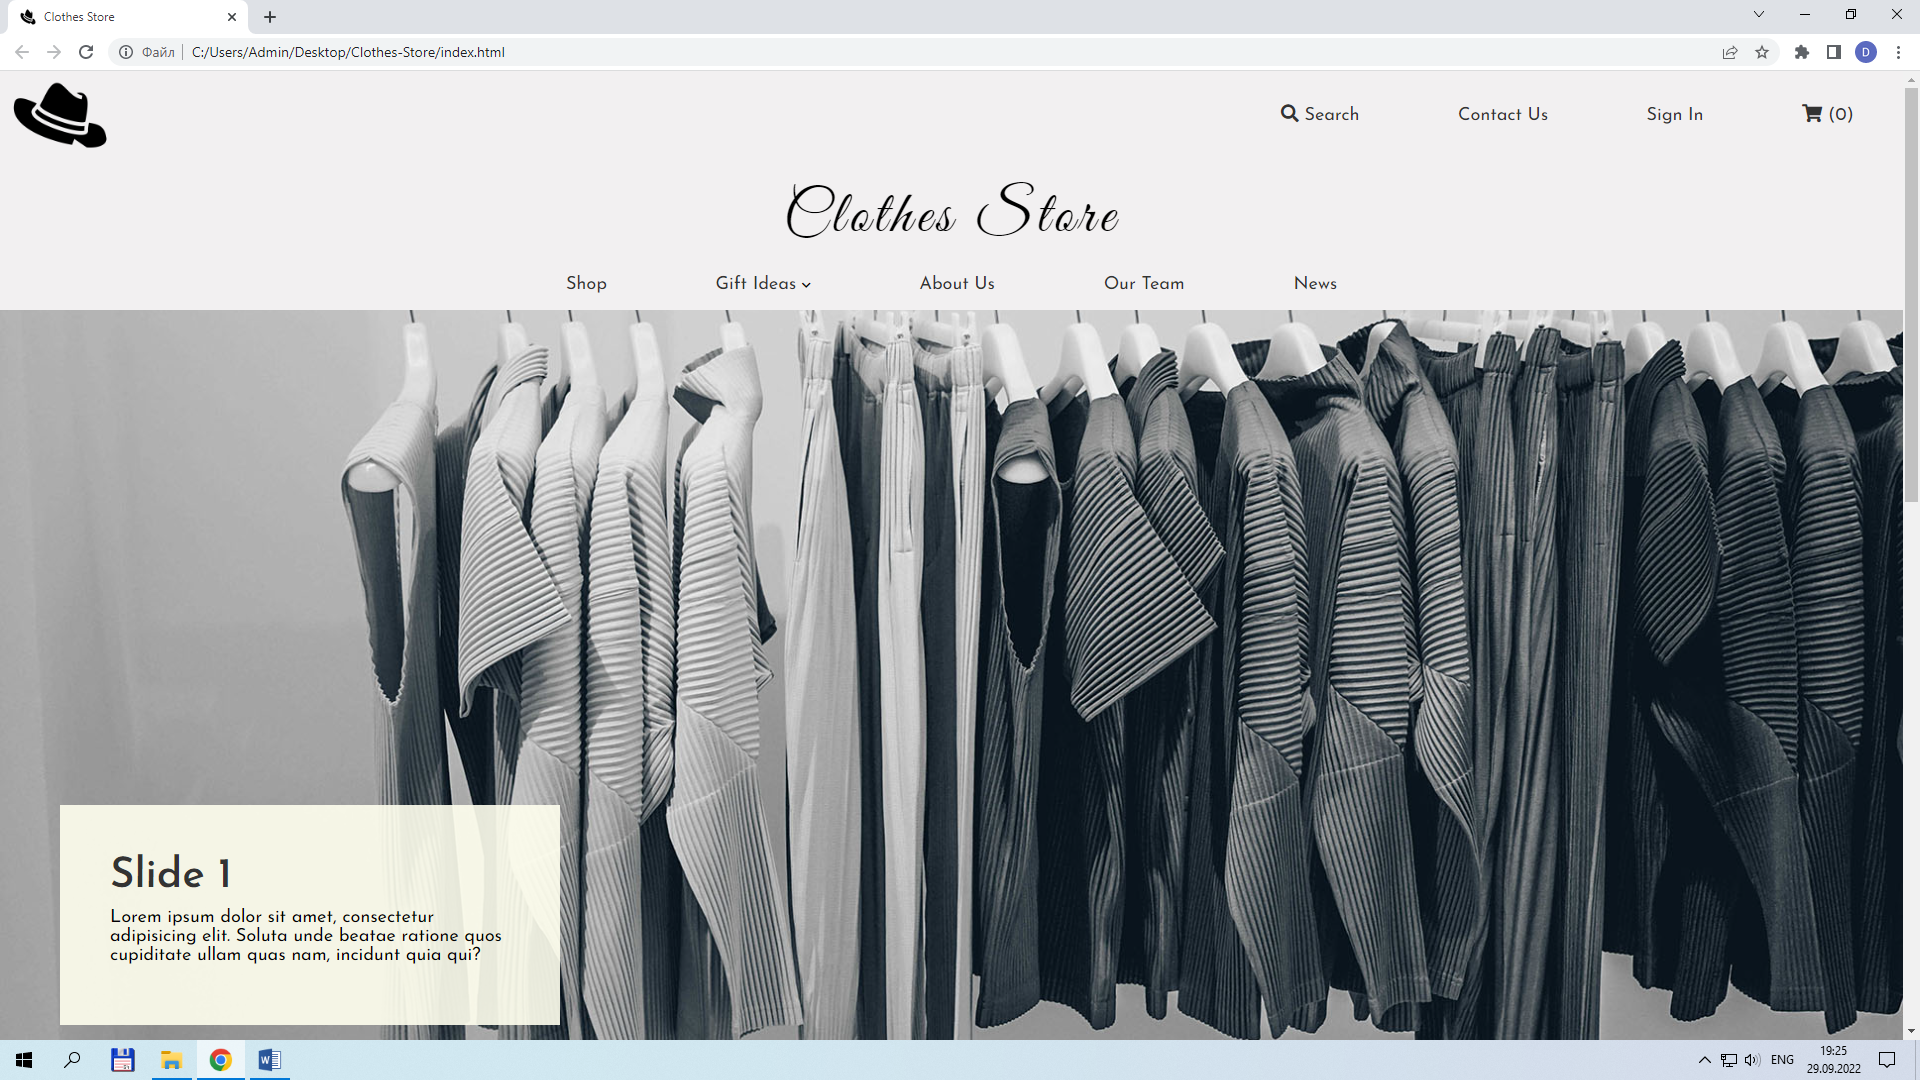 Clothes Store
Файл
C:/Users/Admin/Desktop/Clothes-Store/index.html
D
Search
Contact Us
Sign In
(0)
Clothes Store
Shop
Gift Ideas
About Us
Our Team
News
Slide 1
Lorem ipsum dolor sit amet, consectetur
adipisicing elit. Soluta unde beatae ratione quos
cupiditate ullam quas nam, incidunt quia qui?
W
ENG
19:25
29.09.2022